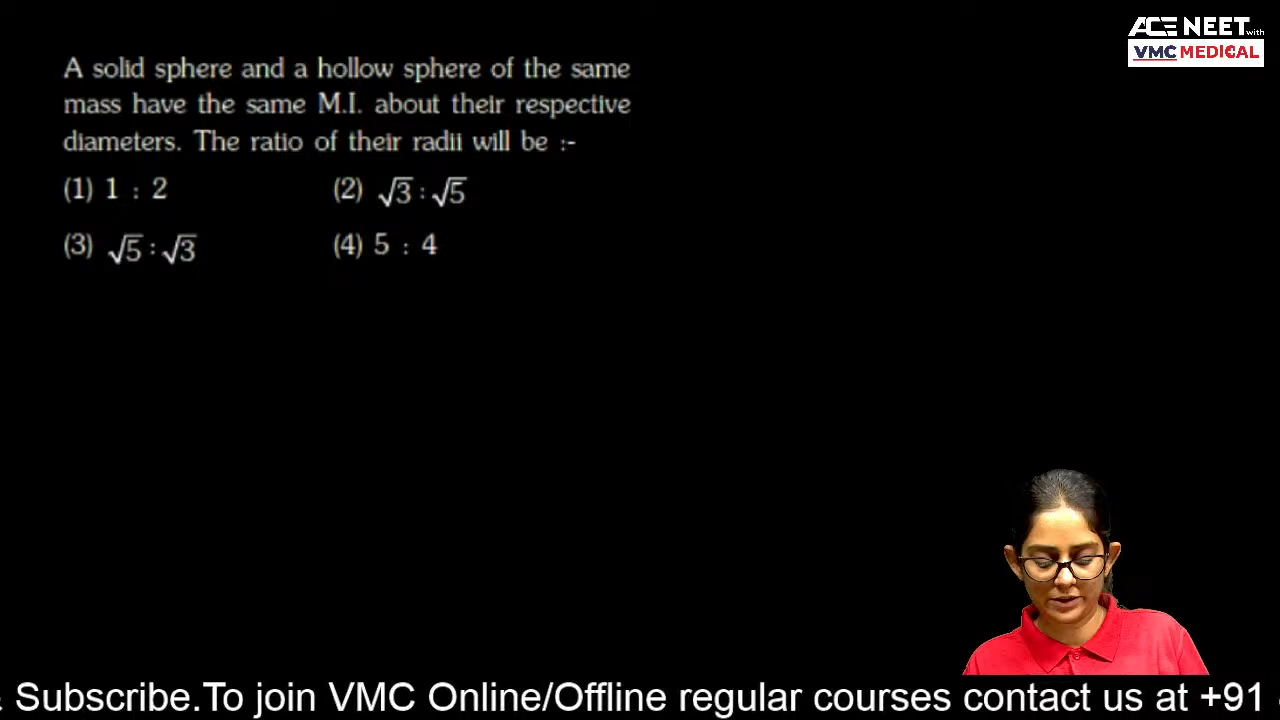 ACE NEET with
VMC MEDICAL
A solid sphere and a hollow sphere of the same
mass have the same M.I. about their respective
diameters. The ratio of their radii will be :-
(1) 1 : 2 (2) √3 : √5
(3) √5 : √3 (4) 5 : 4
& Subscribe.To join VMC Online/Offline regular courses contact us at +91